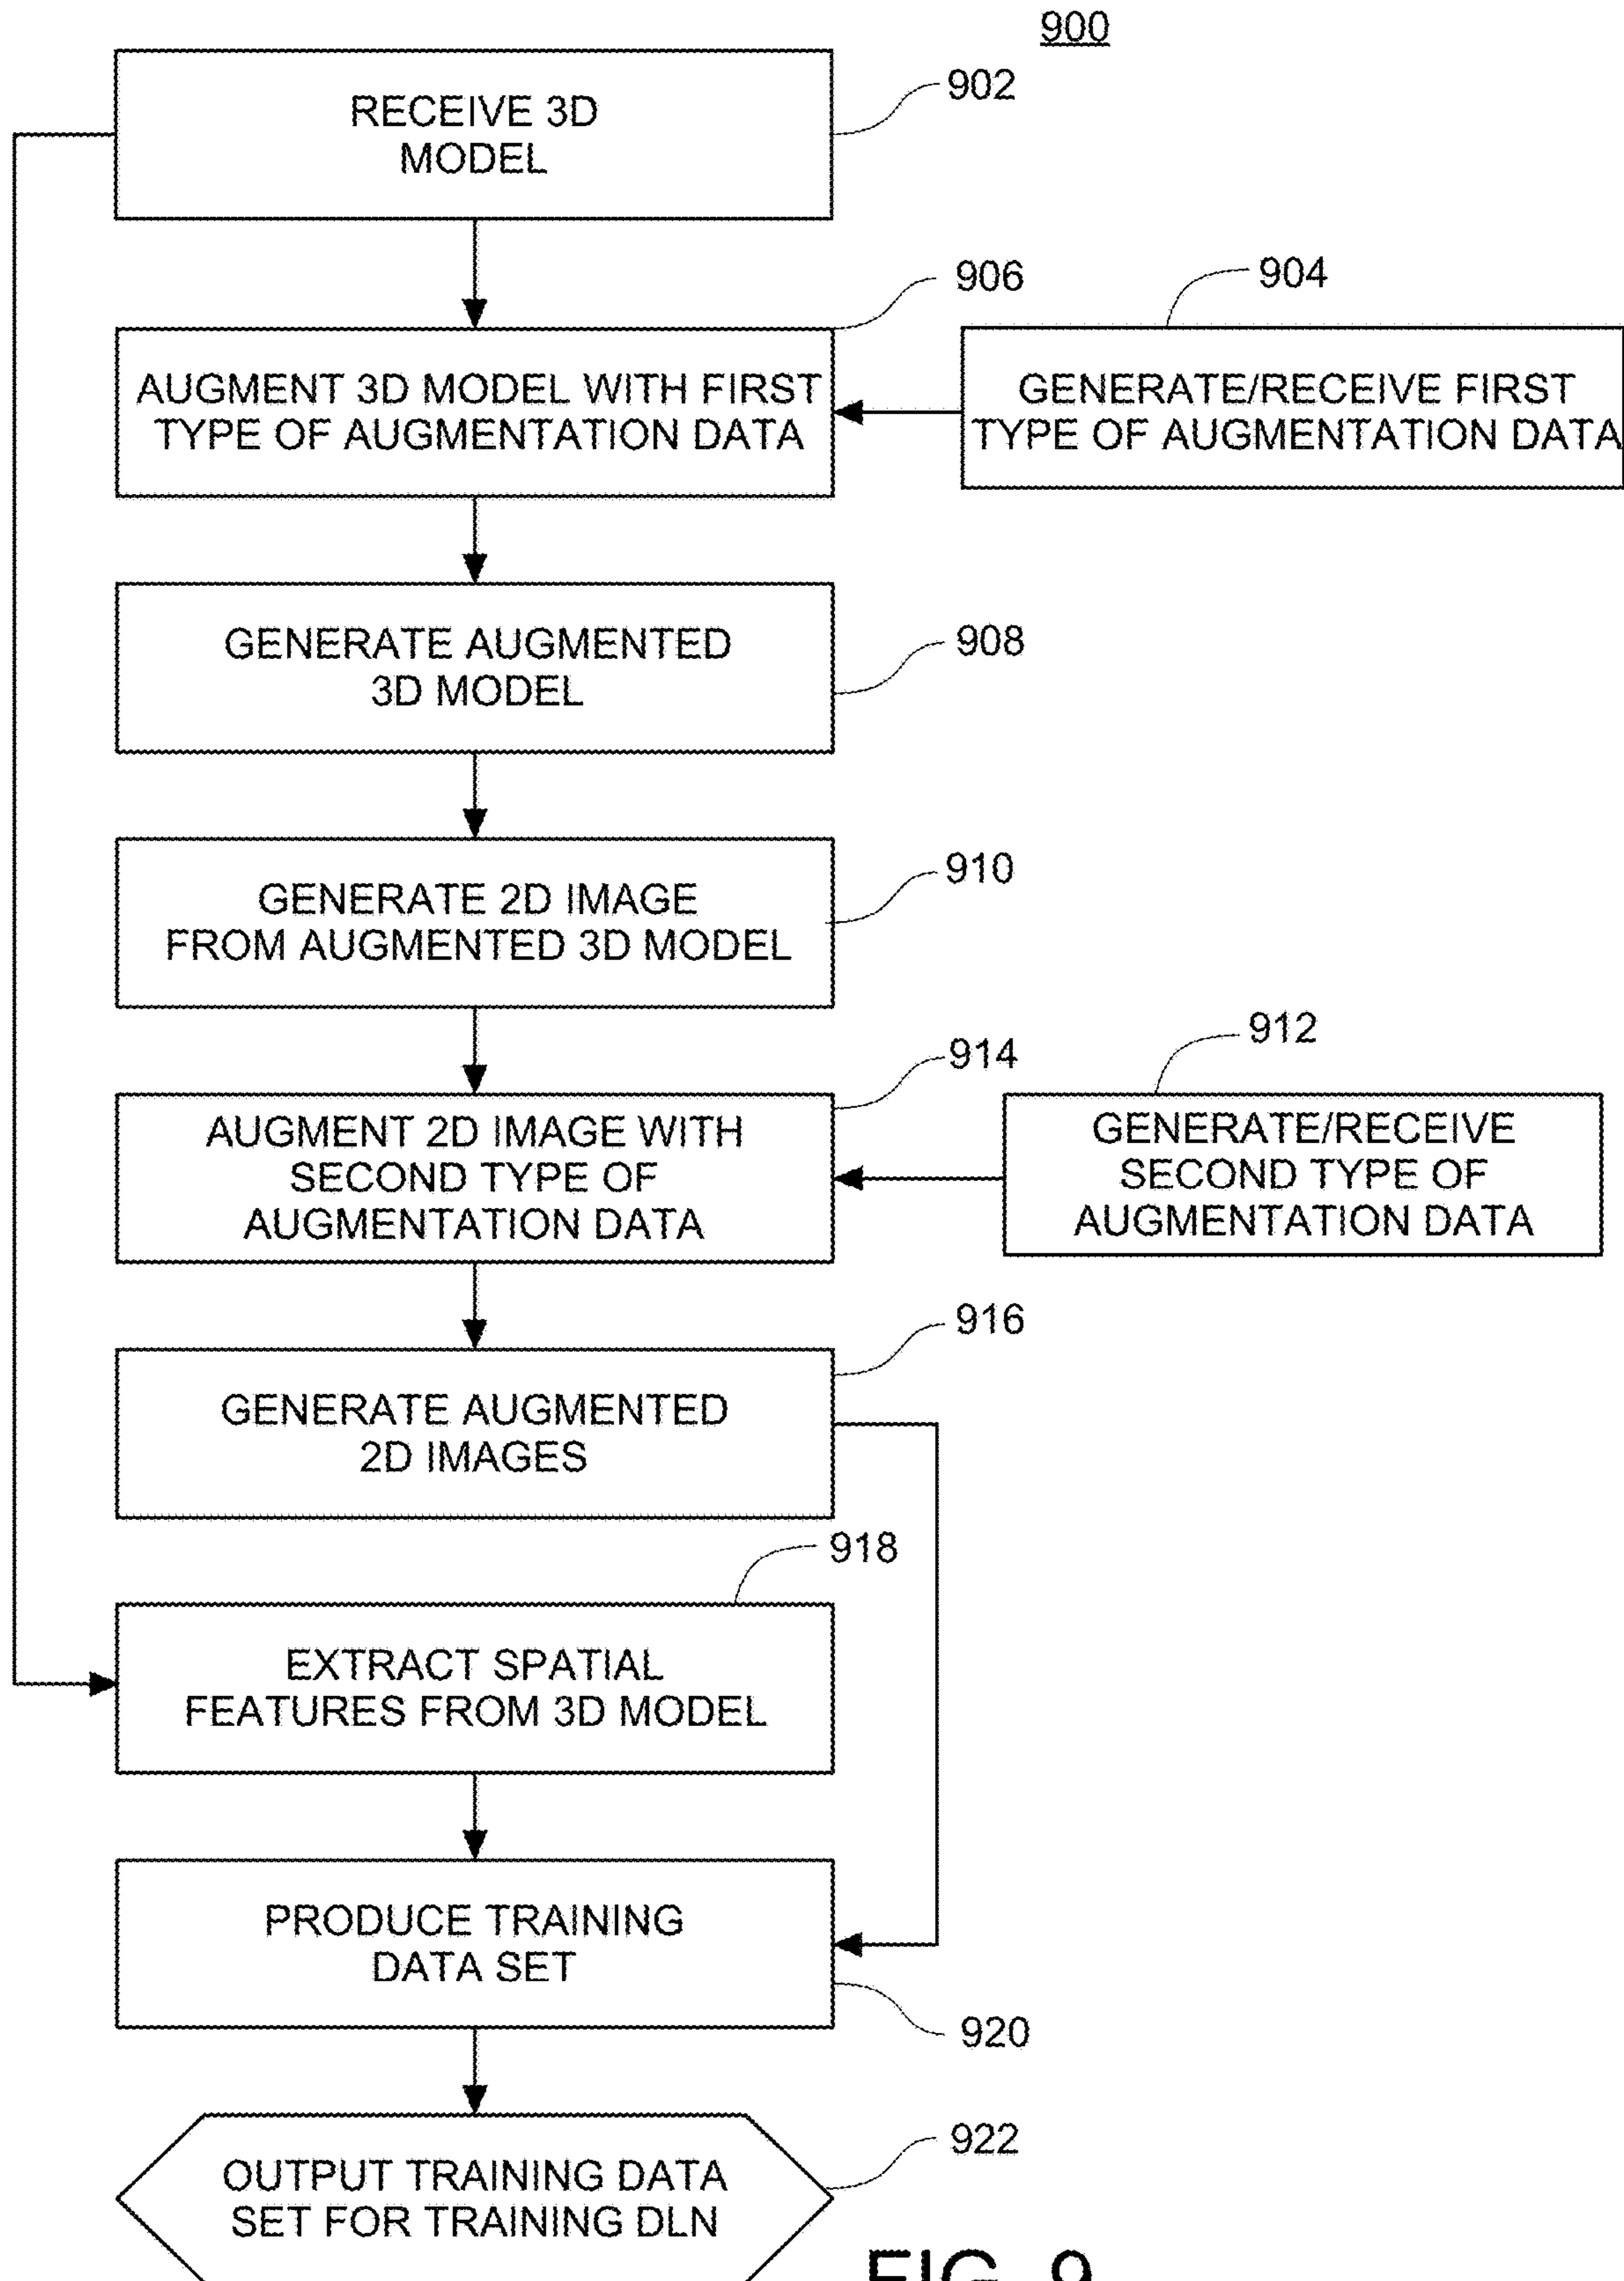 900
RECEIVE 3D
MODEL
902
906
904
AUGMENT 3D MODEL WITH FIRST
TYPE OF AUGMENTATION DATA
GENERATE/RECEIVE FIRST
TYPE OF AUGMENTATION DATA
GENERATE AUGMENTED
3D MODEL
908
GENERATE 2D IMAGE
FROM AUGMENTED 3D MODEL
910
914
912
AUGMENT 2D IMAGE WITH
SECOND TYPE OF
AUGMENTATION DATA
GENERATE/RECEIVE
SECOND TYPE OF
AUGMENTATION DATA
916
GENERATE AUGMENTED
2D IMAGES
918
EXTRACT SPATIAL
FEATURES FROM 3D MODEL
PRODUCE TRAINING
DATA SET
920
922
OUTPUT TRAINING DATA
SET FOR TRAINING DLN
FIG. 9